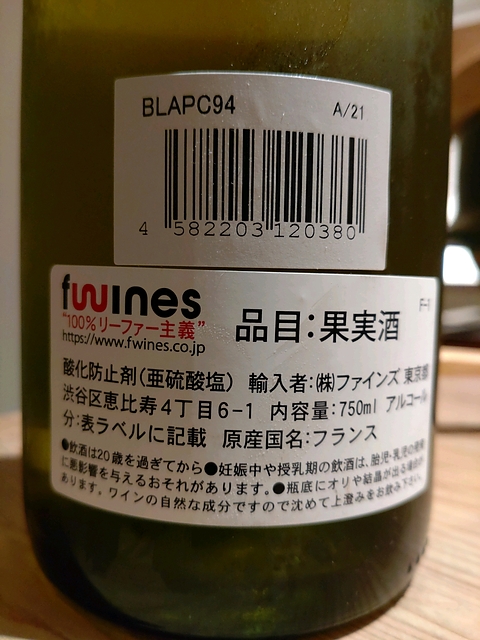 BLAPC94 A/21
4 582203 120380
fwines
"100%リーファー主義"
https://www.fwines.co.jp
品目:果実酒
酸化防止剤(亜硫酸塩) 輸入者:㈱ファインズ 東京都
渋谷区恵比寿4丁目6-1 内容量:750ml アルコール
分:表ラベルに記載 原産国名:フランス
●飲酒は20歳を過ぎてから●妊娠中や授乳期の飲酒は、胎児・乳児の発育
に悪影響を与えるおそれがあります。●瓶底にオリや結晶が出る場合が
あります。ワインの自然な成分ですので沈めて上澄みをお飲み下さい。